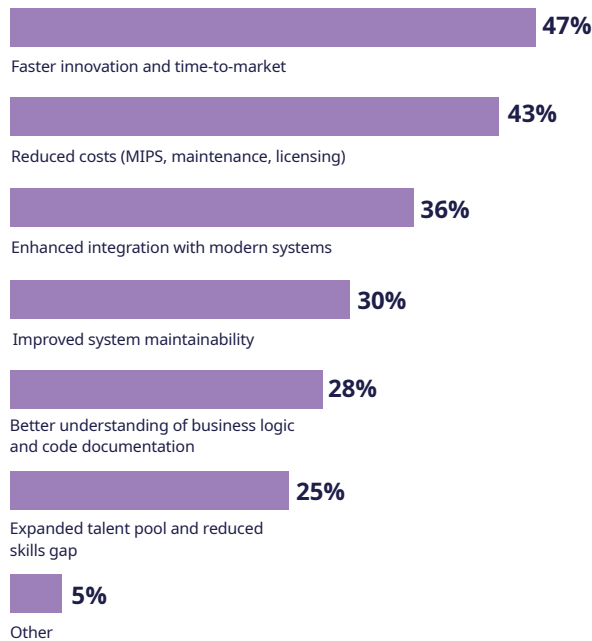 47%
Faster innovation and time-to-market
43%
Reduced costs (MIPS, maintenance, licensing)
36%
Enhanced integration with modern systems
30%
Improved system maintainability
28%
Better understanding of business logic
and code documentation
25%
Expanded talent pool and reduced
skills gap
5%
Other